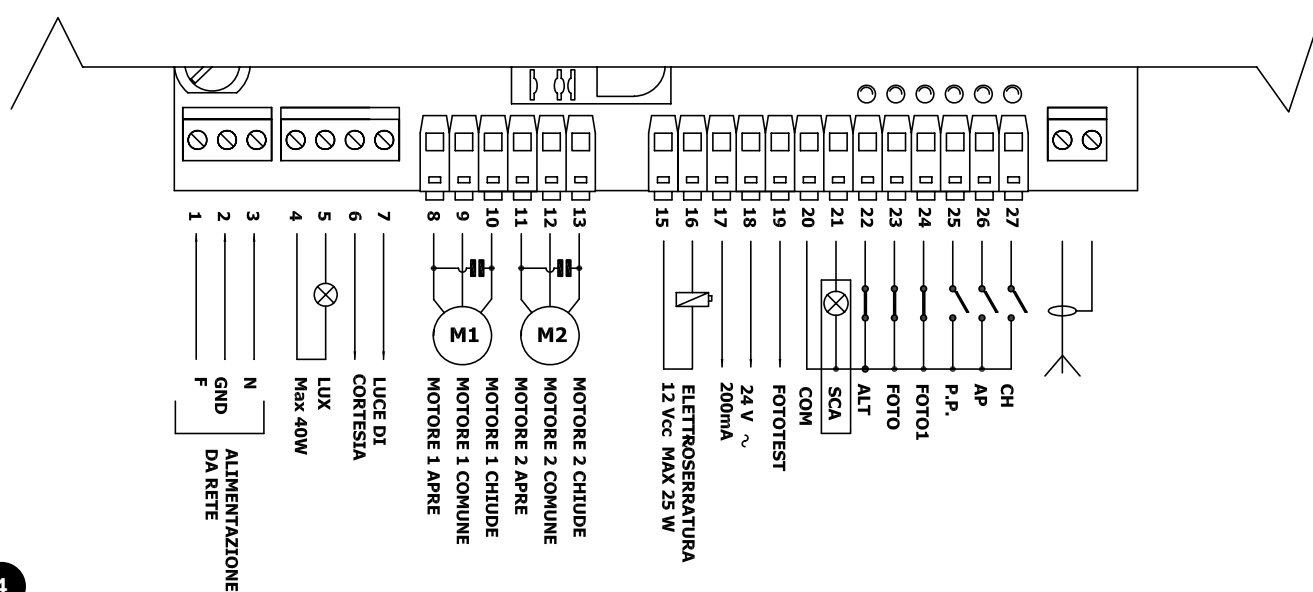 1
2
3
4
5
6
7
8
9
10
11
12
13
15
16
17
18
19
20
21
22
23
24
25
26
27
M1
M2
F
GND
N
ALIMENTAZIONE
DA RETE
LUX
Max 40W
LUCE DI
CORTESIA
MOTORE 1 APRE
MOTORE 1 COMUNE
MOTORE 1 CHIUDE
MOTORE 2 APRE
MOTORE 2 COMUNE
MOTORE 2 CHIUDE
ELETTROSERRATURA
12 Vcc MAX 25 W
24 V ~
200mA
FOTOTEST
COM
SCA
ALT
FOTO
FOTO1
P.P.
AP
CH
4